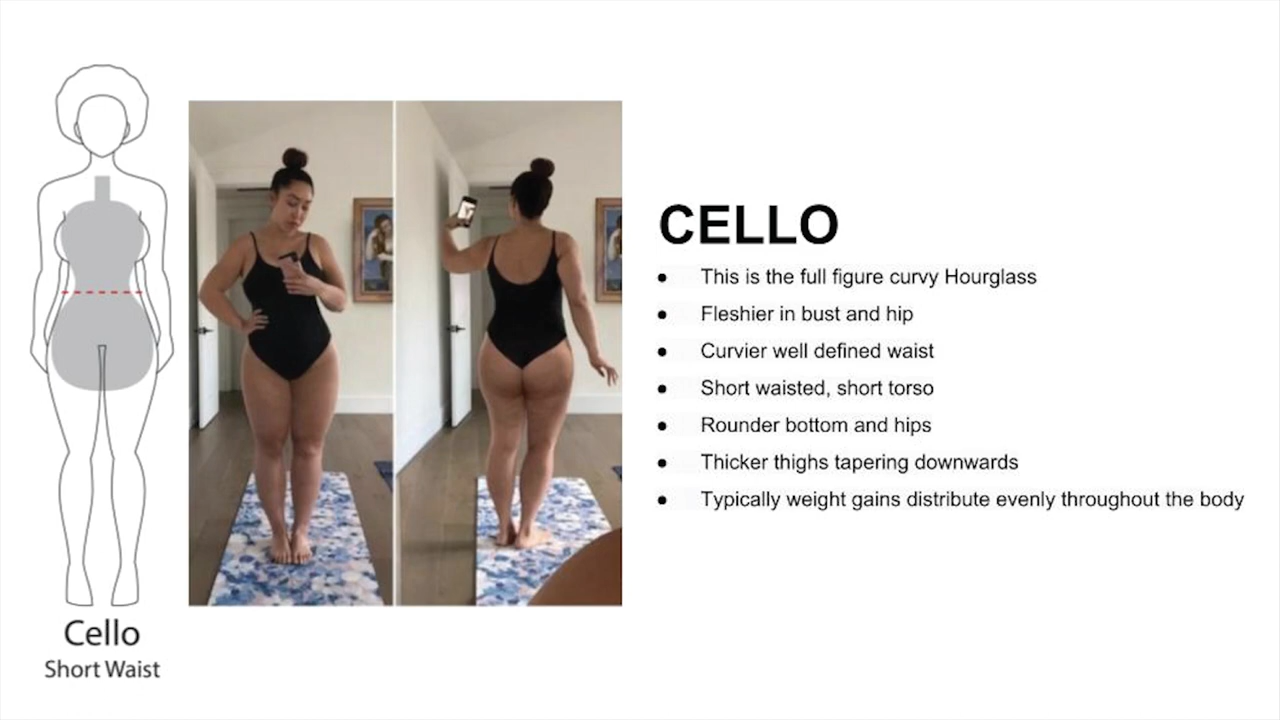 CELLO
• This is the full figure curvy Hourglass
• Fleshier in bust and hip
• Curvier well defined waist
• Short waisted, short torso
• Rounder bottom and hips
• Thicker thighs tapering downwards
• Typically weight gains distribute evenly throughout the body
Cello
Short Waist